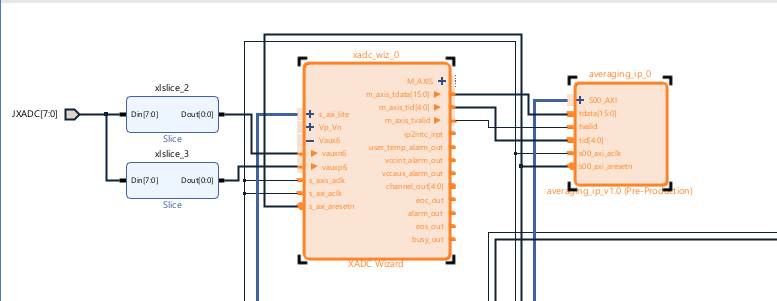 xadc_wiz_0
averaging_ip_0
xlslice_2
M_AXIS
m_axis_tdata[15:0]
m_axis_tid[4:0]
m_axis_tvalid
ip2intc_irpt
user_temp_alarm_out
vccint_alarm_out
vccaux_alarm_out
channel_out[4:0]
eoc_out
alarm_out
eos_out
busy_out
s_axi_lite
Vp_Vn
Vaux6
vauxn6
vauxp6
s_axis_aclk
s_axi_aclk
s_axi_aresetn
XADC Wizard
JXADC[7:0]
Din[7:0] Dout[0:0]
Slice
xlslice_3
Din[7:0] Dout[0:0]
Slice
S00_AXI
tdata[15:0]
tvalid
tid[4:0]
s00_axi_aclk
s00_axi_aresetn
averaging_ip_v1.0 (Pre-Production)